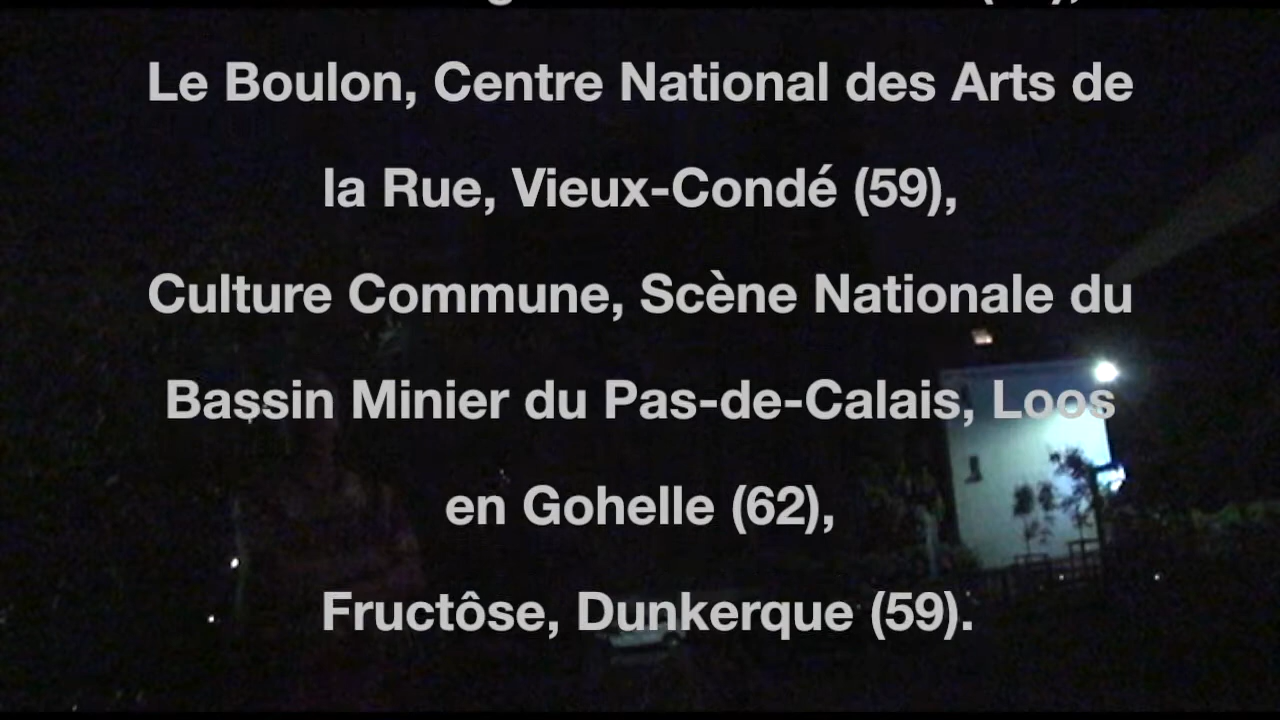 Le Boulon, Centre National des Arts de
la Rue, Vieux-Condé (59),
Culture Commune, Scène Nationale du
Bassin Minier du Pas-de-Calais, Loos
en Gohelle (62),
Fructôse, Dunkerque (59).